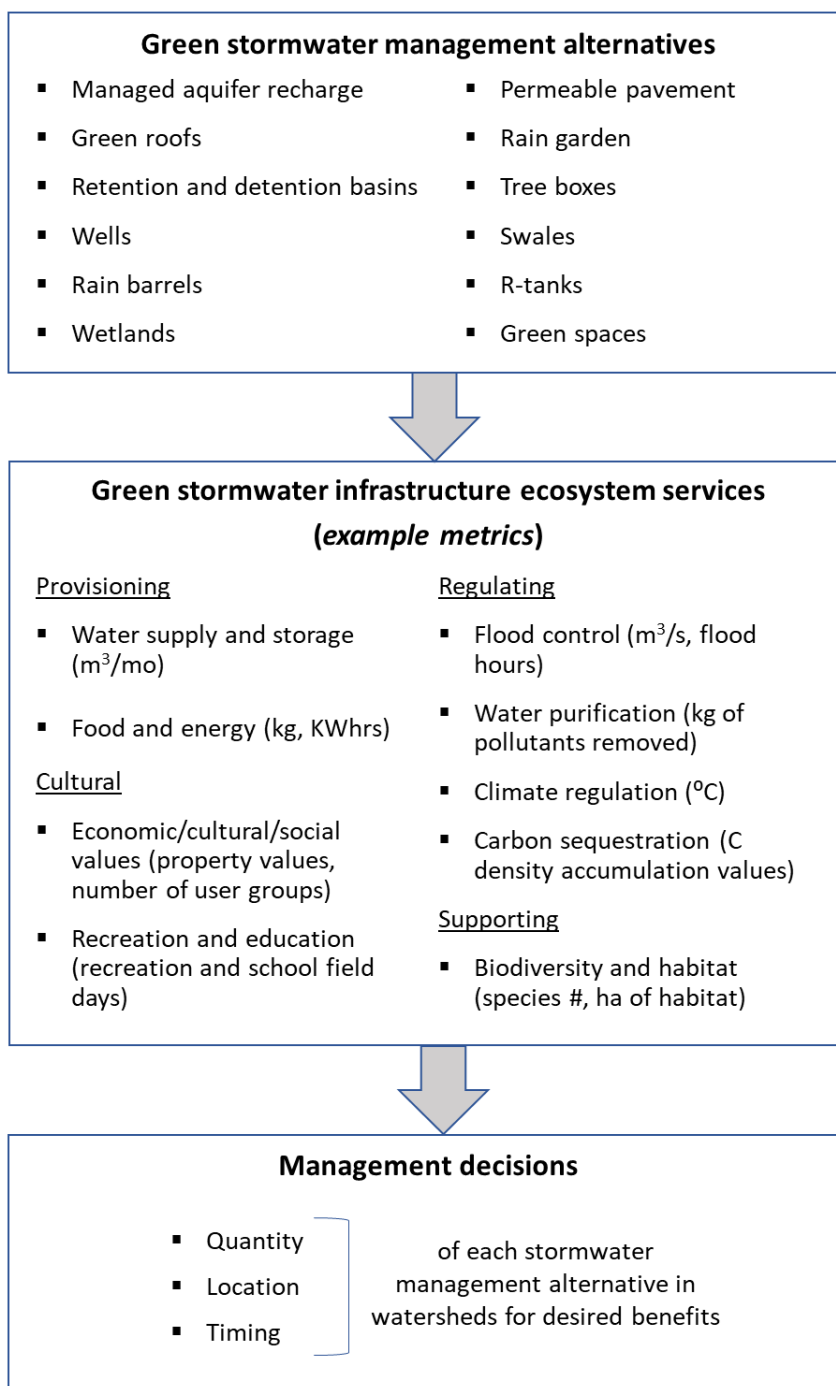 Green stormwater management alternatives
▪ Managed aquifer recharge
▪ Green roofs
▪ Retention and detention basins
▪ Wells
▪ Rain barrels
▪ Wetlands
▪ Permeable pavement
▪ Rain garden
▪ Tree boxes
▪ Swales
▪ R-tanks
▪ Green spaces
Green stormwater infrastructure ecosystem services
(example metrics)
Provisioning
▪ Water supply and storage
(m³/mo)
▪ Food and energy (kg, KWhrs)
Cultural
▪ Economic/cultural/social
values (property values,
number of user groups)
▪ Recreation and education
(recreation and school field
days)
Regulating
▪ Flood control (m³/s, flood
hours)
▪ Water purification (kg of
pollutants removed)
▪ Climate regulation (⁰C)
▪ Carbon sequestration (C
density accumulation values)
Supporting
▪ Biodiversity and habitat
(species #, ha of habitat)
Management decisions
▪ Quantity
▪ Location
▪ Timing
of each stormwater
management alternative in
watersheds for desired benefits